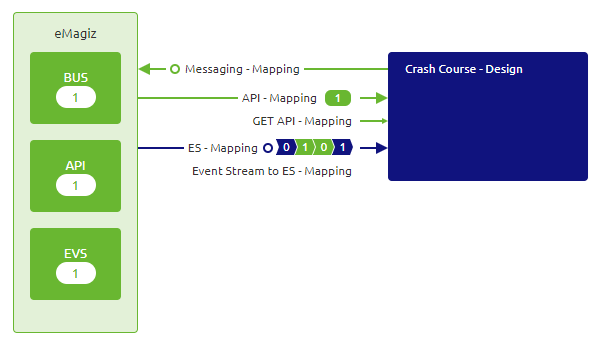 eMagiz
BUS
1
API
1
EVS
1
Messaging - Mapping
API - Mapping 1
GET API - Mapping
ES - Mapping 0 1 0 1
Event Stream to ES - Mapping
Crash Course - Design